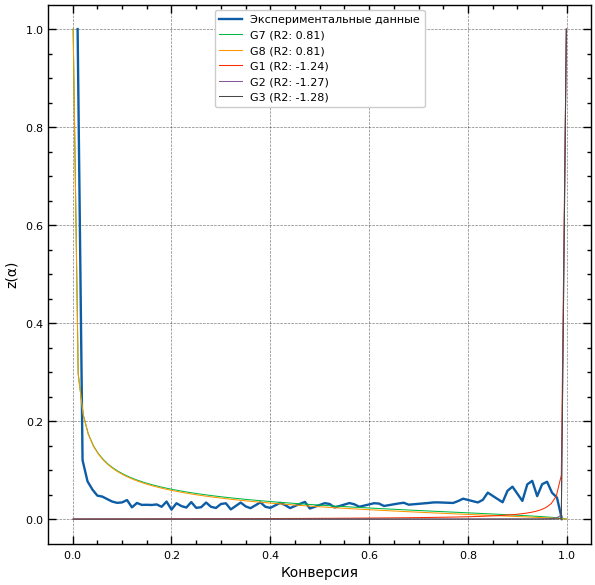 Экспериментальные данные
G7 (R2: 0.81)
G8 (R2: 0.81)
G1 (R2: -1.24)
G2 (R2: -1.27)
G3 (R2: -1.28)
1.0
0.8
0.6
0.4
0.2
0.0
z(α)
0.0 0.2 0.4 0.6 0.8 1.0
Конверсия